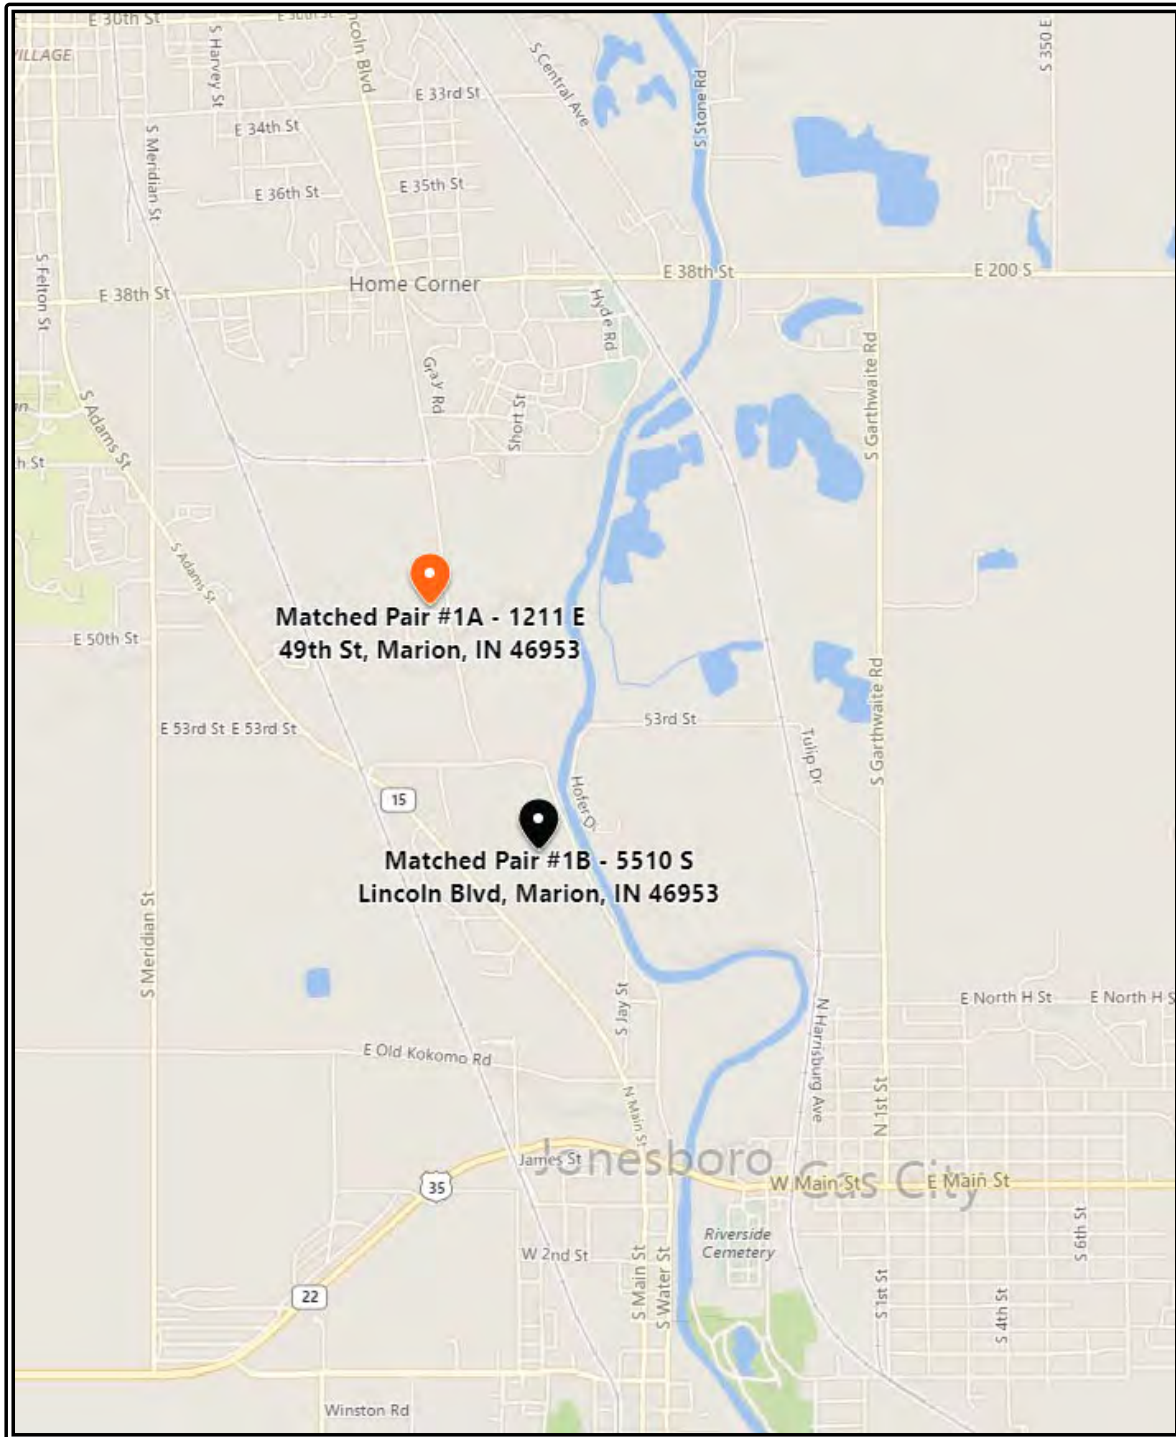 E 30th St
E 30th St
ncoln Blvd
S Harvey St
VILLAGE
S Central Ave
S 350 E
E 33rd St
S Stone Rd
E 34th St
S Meridian St
E 35th St
E 36th St
S Felton St
E 38th St
E 200 S
Home Corner
E 38th St
Hyde Rd
Gray Rd
S Garthwaite Rd
Short St
S Adams St
h St
S Adams St
Matched Pair #1A - 1211 E
49th St, Marion, IN 46953
E 50th St
S Garthwaite Rd
53rd St
E 53rd St E 53rd St
Tulip Dr
15
Hofer D
Matched Pair #1B - 5510 S
Lincoln Blvd, Marion, IN 46953
S Meridian St
S Jay St
E North H St
E North H S
N Harrisburg Ave
E Old Kokomo Rd
N Main St
N 1st St
Jonesboro
James St
Gas City
W Main St
E Main St
35
Riverside
Cemetery
S 6th St
W 2nd St
S Main St
S Water St
S 1st St
S 4th St
22
Winston Rd